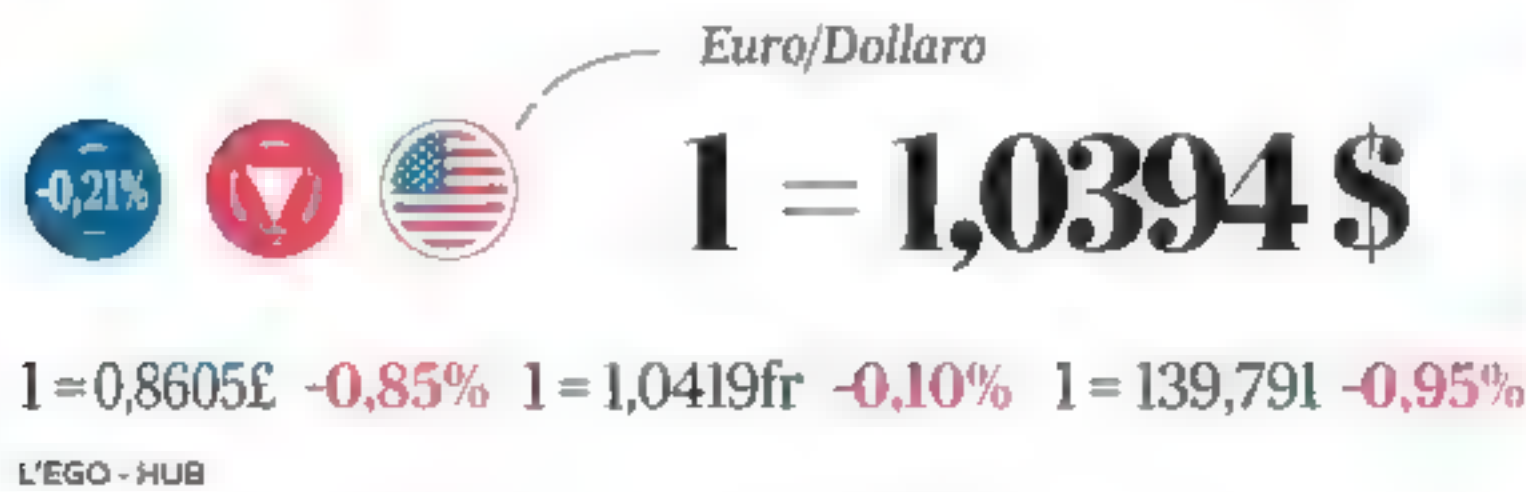 Euro/Dollaro
-0,21%
1 = 1,0394 $
1 = 0,8605£ -0,85% 1 = 1,0419fr -0,10% 1 = 139,791 -0,95%
L'EGO - HUB